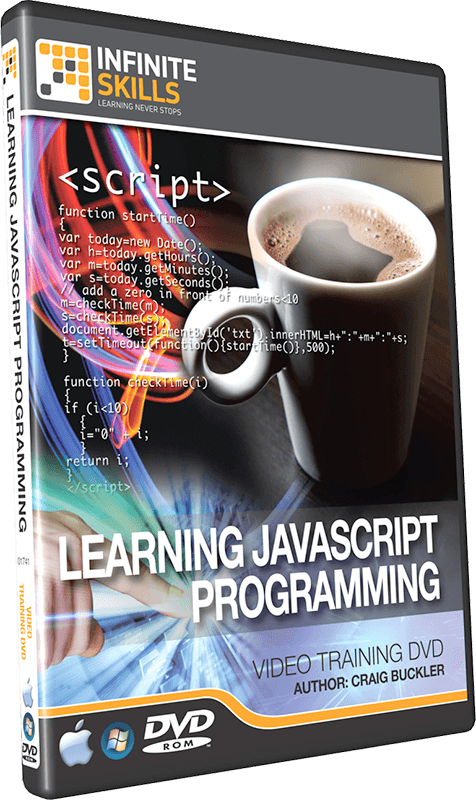 INFINITE
SKILLS
LEARNING NEVER STOPS
<script>
function startTime()
{
var today=new Date();
var h=today.getHours();
var m=today.getMinutes();
var s=today.getSeconds();
// add a zero in front of numbers<10
m=checkTime(m);
s=checkTime(s);
document.getElementById('txt').innerHTML=h+":"+m+":"+s;
t=setTimeout(function(){startTime()},500);
}
function checkTime(i)
{
if (i<10)
{
i="0" + i;
}
return i;
}
</script>
LEARNING JAVASCRIPT
PROGRAMMING
VIDEO TRAINING DVD
AUTHOR: CRAIG BUCKLER
DVD
ROM
LEARNING JAVASCRIPT PROGRAMMING
01741
VIDEO
TRAINING DVD
DVD
ROM